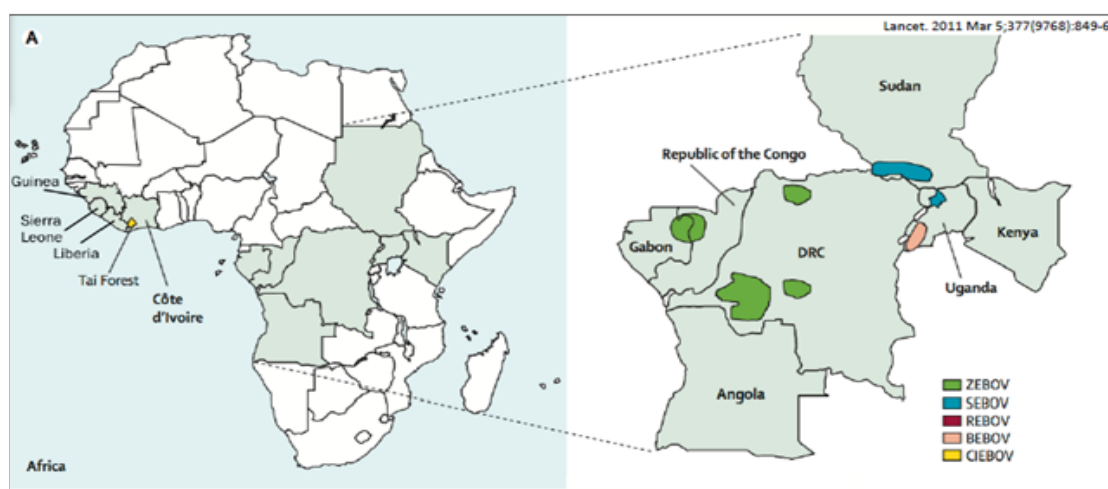 A
Guinea
Sierra
Leone
Liberia
Tai Forest
Côte
d'Ivoire
Africa
Lancet. 2011 Mar 5;377(9768):849-6
Sudan
Republic of the Congo
Gabon
DRC
Kenya
Uganda
Angola
ZEBOV
SEBOV
REBOV
BEBOV
CIEBOV